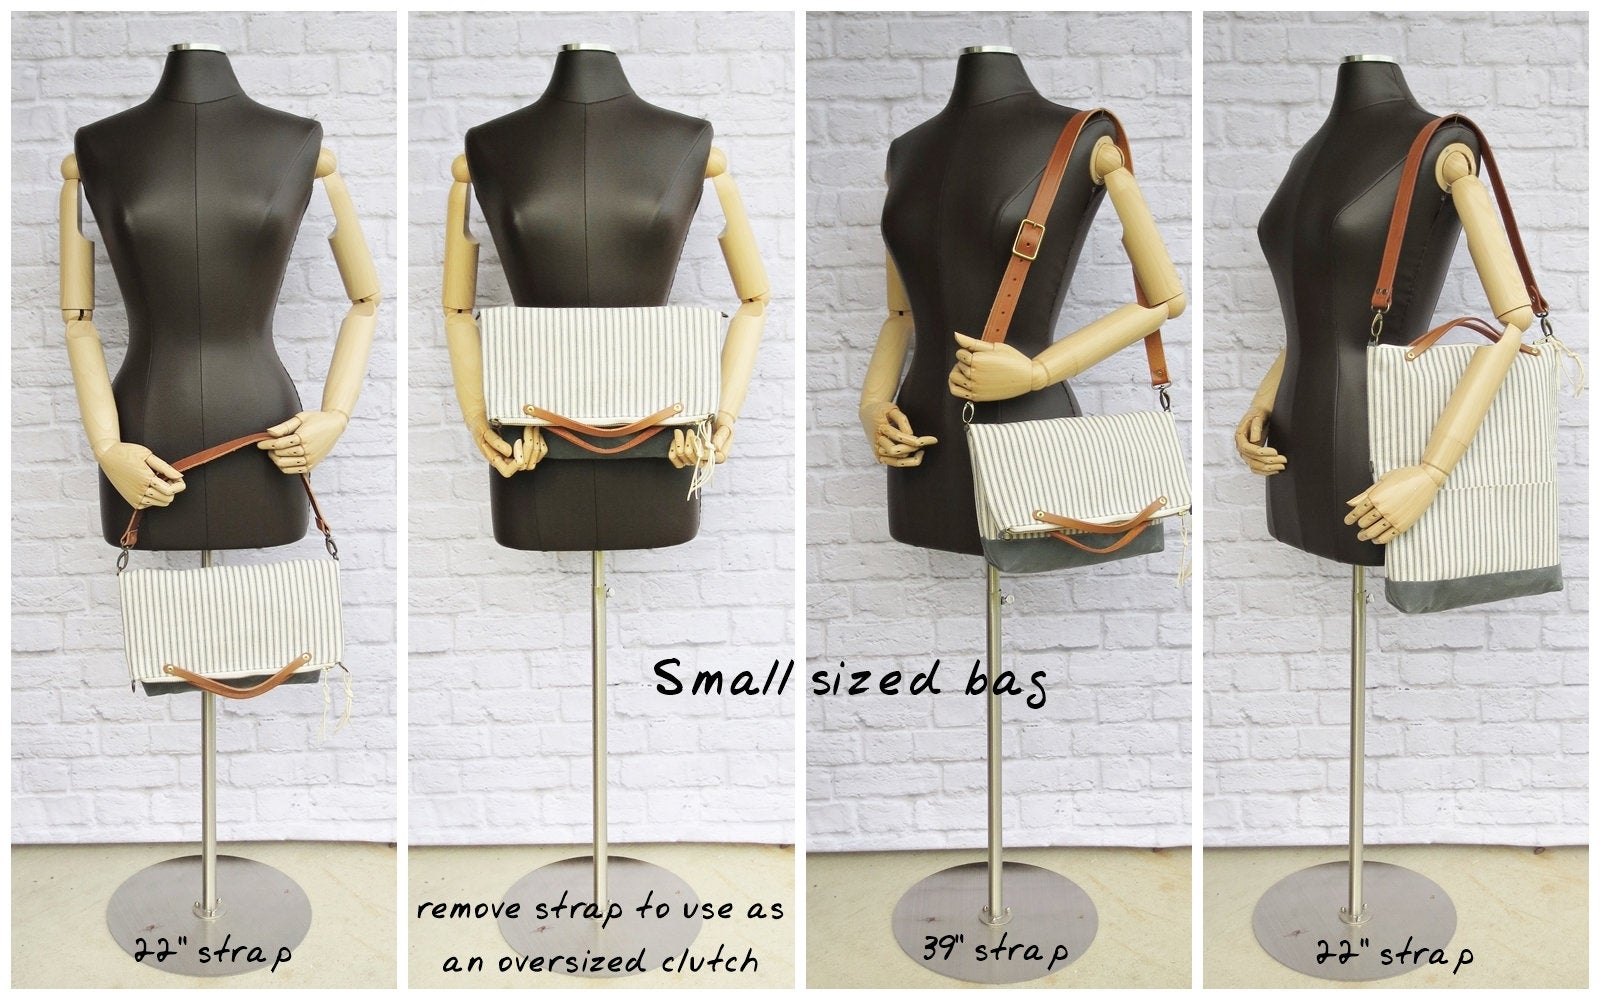 Small sized bag
22" strap
remove strap to use as
an oversized clutch
39" strap
22" strap